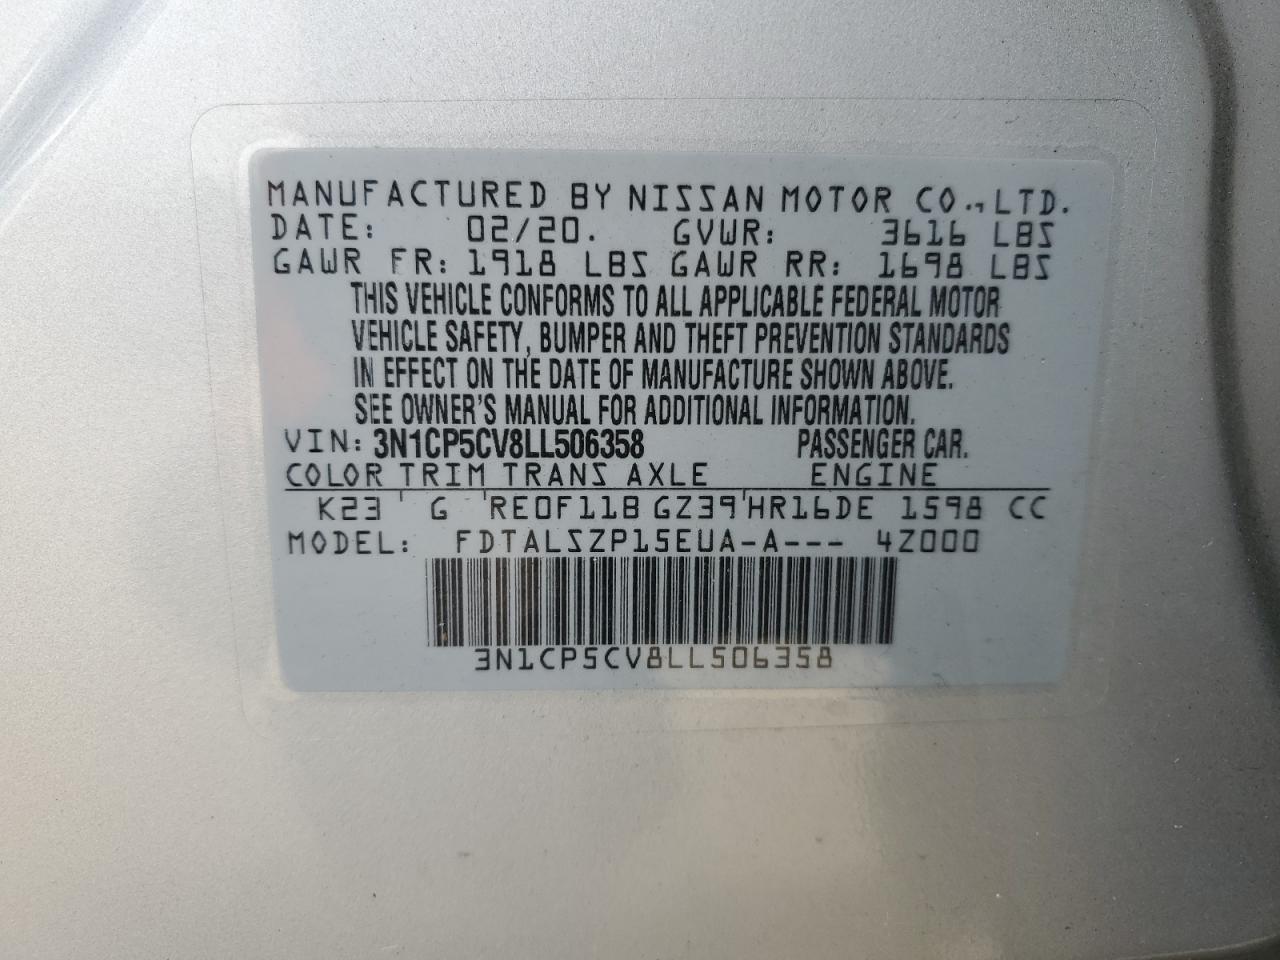 MANUFACTURED BY NISSAN MOTOR CO.,LTD.
DATE: 02/20. GVWR: 3616 LBS
GAWR FR: 1918 LBS GAWR RR: 1698 LBS
THIS VEHICLE CONFORMS TO ALL APPLICABLE FEDERAL MOTOR
VEHICLE SAFETY, BUMPER AND THEFT PREVENTION STANDARDS
IN EFFECT ON THE DATE OF MANUFACTURE SHOWN ABOVE.
SEE OWNER'S MANUAL FOR ADDITIONAL INFORMATION.
VIN: 3N1CP5CV8LL506358 PASSENGER CAR.
COLOR TRIM TRANS AXLE ENGINE
K23 ' G 'RE0F11B GZ39'HR16DE 1598 CC
MODEL: FDTALSZP15EUA-A--- 4Z000
3N1CP5CV8LL506358